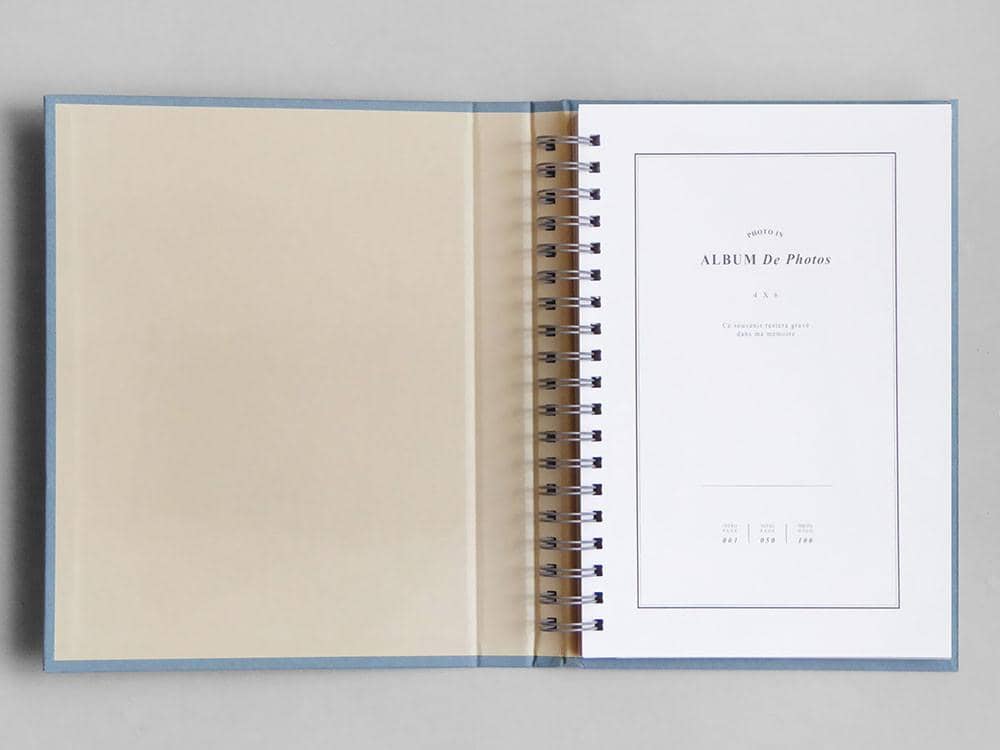 PHOTO IN
ALBUM De Photos
4 X 6
Ce souvenir restera gravé
dans ma mémoire
001 050 100